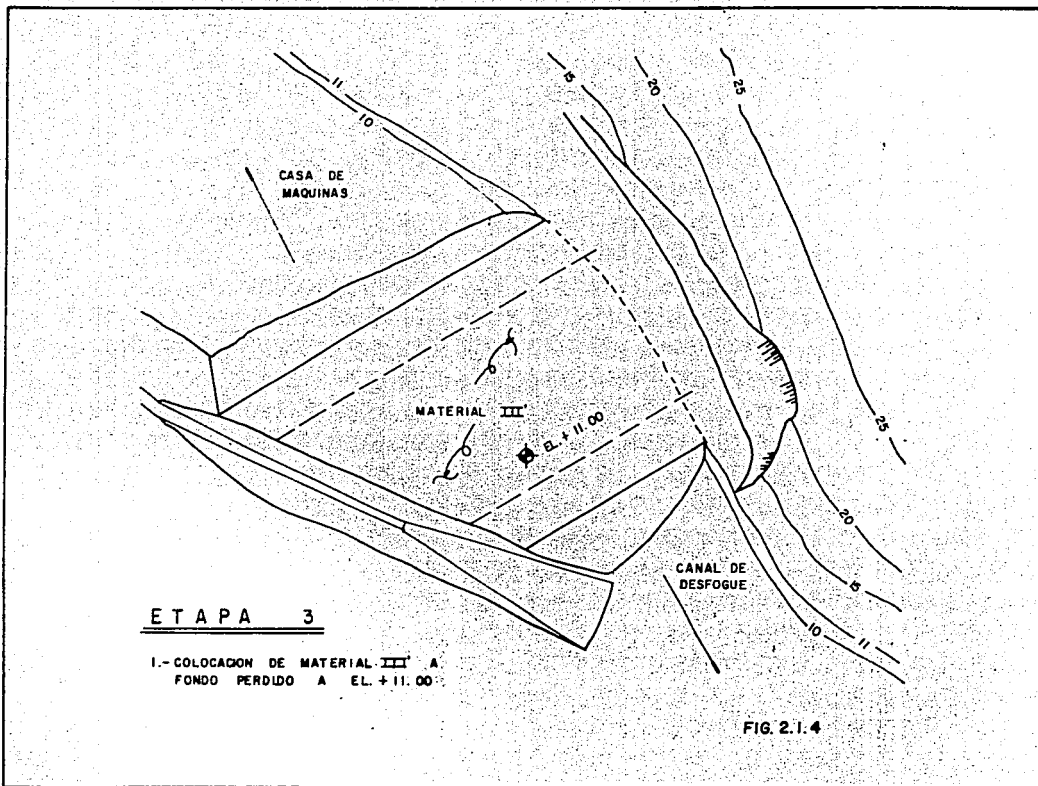 15
20
25
11
10
CASA DE
MAQUINAS
MATERIAL III'
EL. + 11.00
25
20
15
CANAL DE
DESFOGUE
11
10
ETAPA 3
1.- COLOCACION DE MATERIAL III' A
FONDO PERDIDO A EL. + 11.00
FIG. 2.1.4